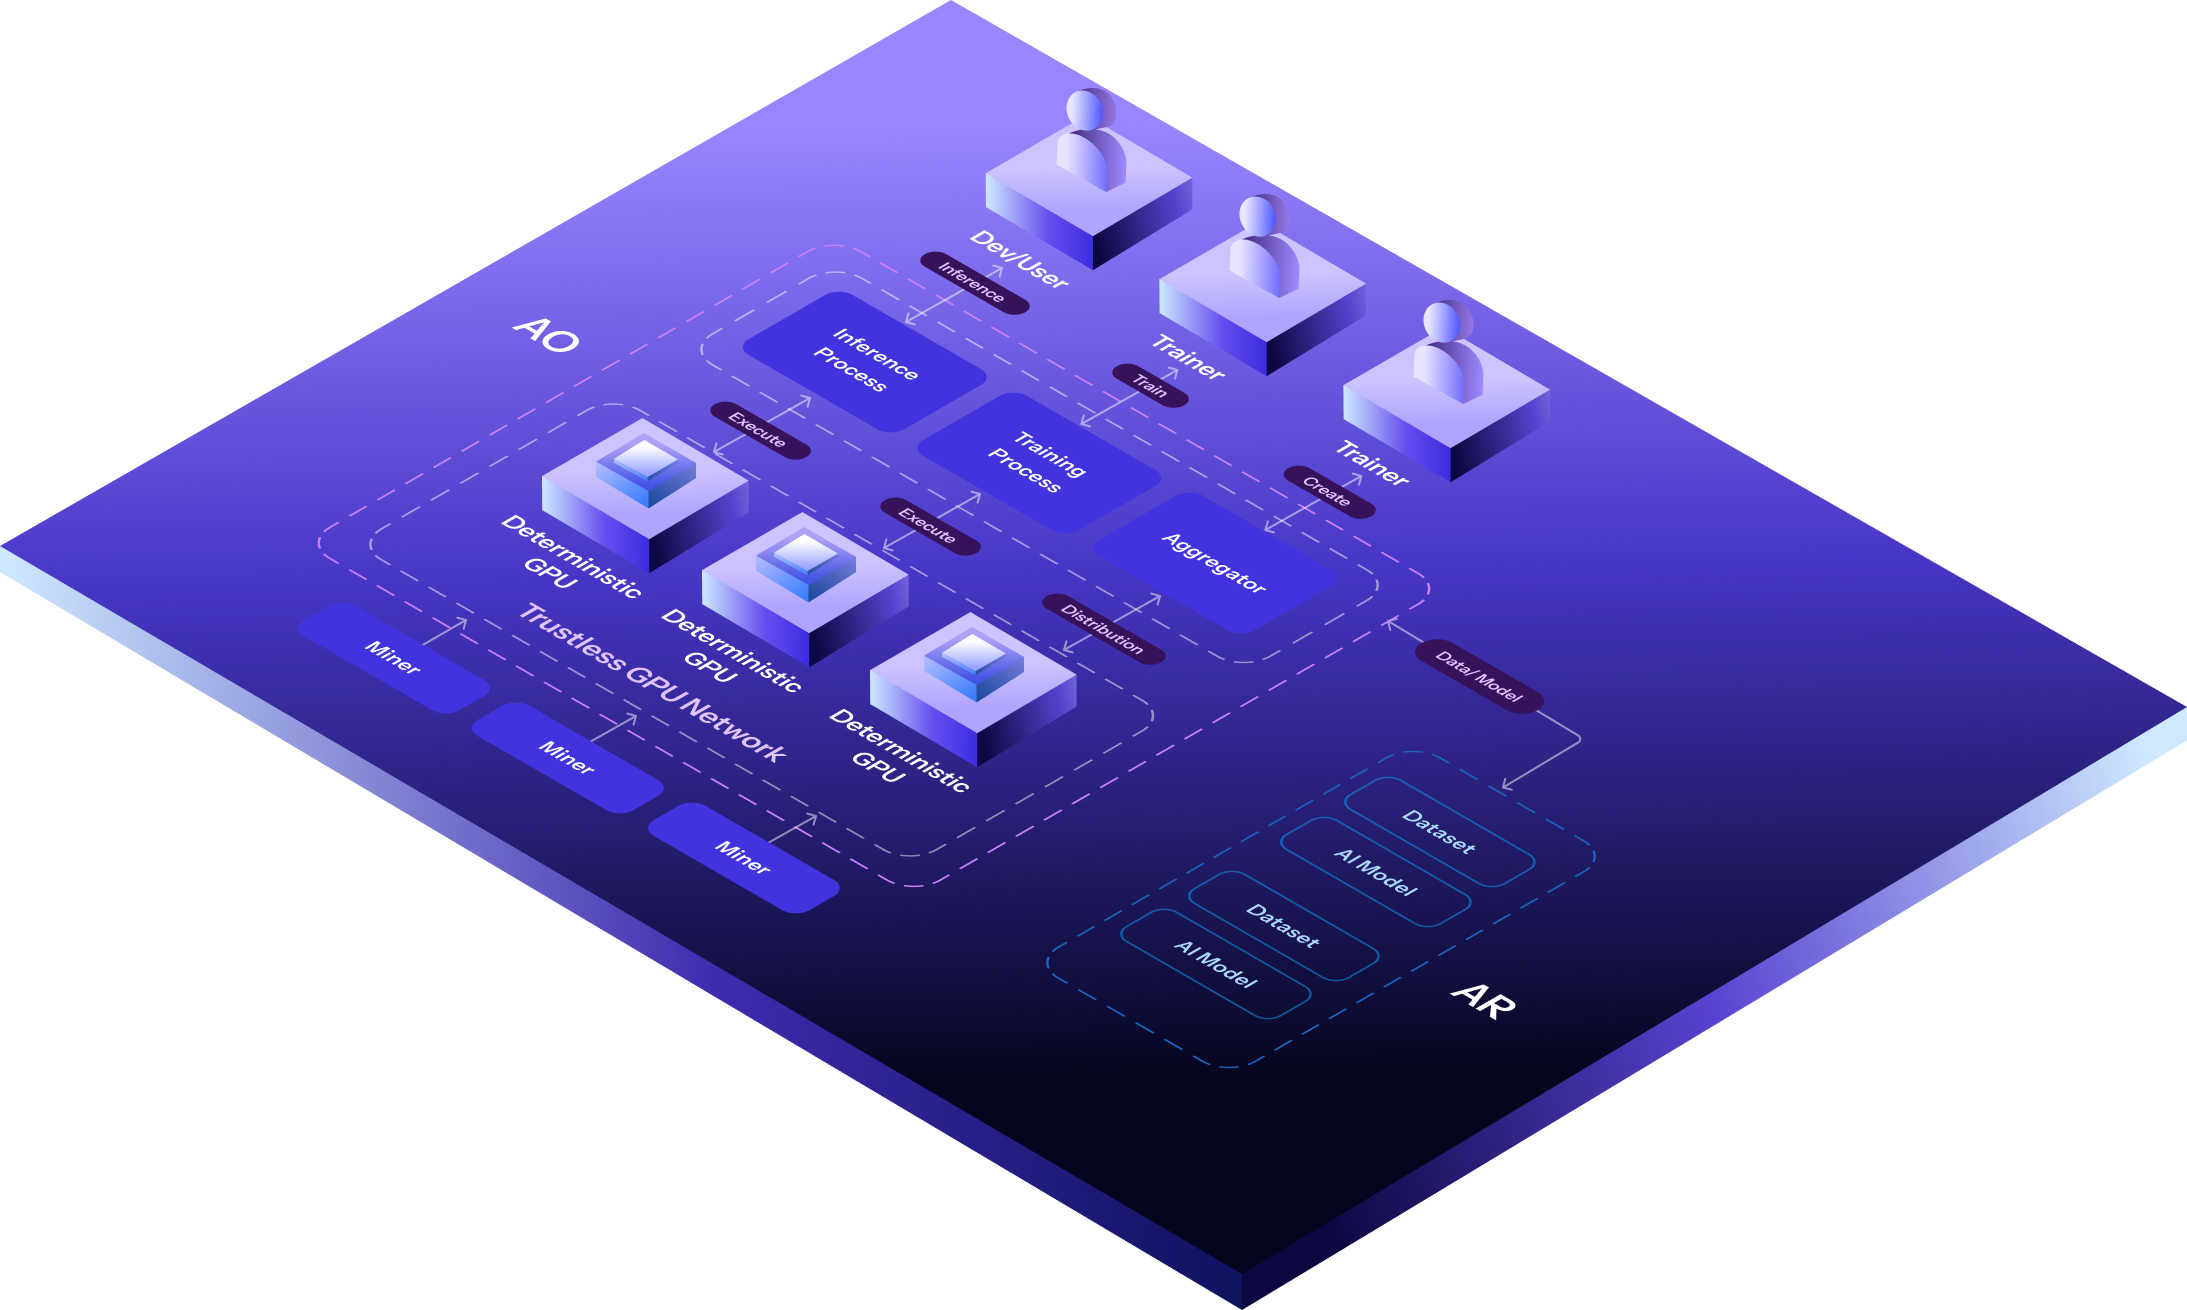 Dev/User
Inference
Trainer
Train
Trainer
Create
AO
Inference
Process
Training
Process
Aggregator
Execute
Execute
Distribution
Deterministic
GPU
Deterministic
GPU
Deterministic
GPU
Trustless GPU Network
Miner
Miner
Miner
Data/ Model
Dataset
AI Model
Dataset
AI Model
AR